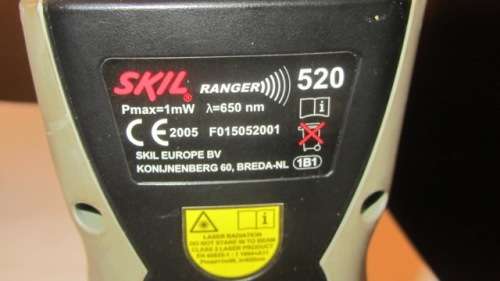 SKIL® RANGER 520
Pmax=1mW λ=650 nm
CE 2005 F015052001
SKIL EUROPE BV
KONIJNENBERG 60, BREDA-NL 1B1
LASER RADIATION
DO NOT STARE IN TO BEAM
CLASS 2 LASER PRODUCT